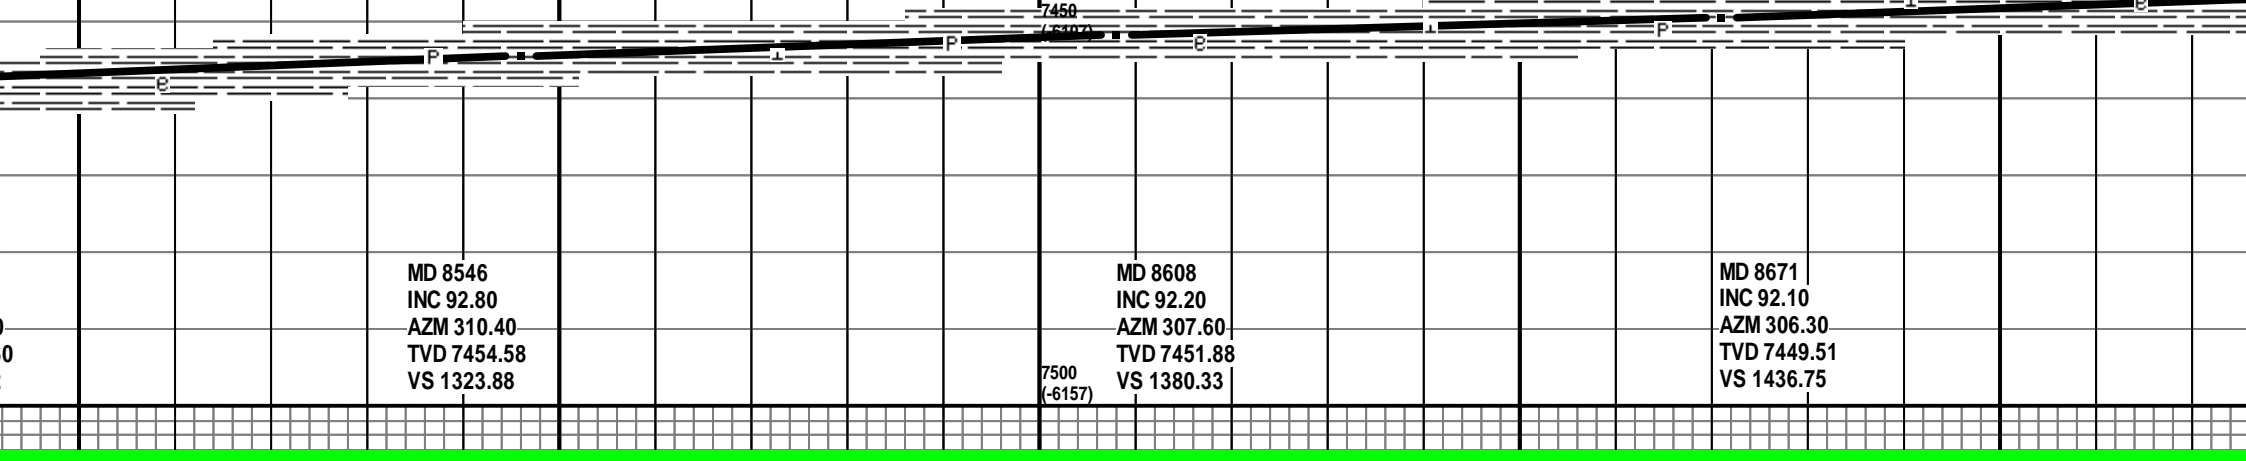 7450
MD 8546
INC 92.80
AZM 310.40
TVD 7454.58
VS 1323.88
7500
(-6157)
MD 8608
INC 92.20
AZM 307.60
TVD 7451.88
VS 1380.33
MD 8671
INC 92.10
AZM 306.30
TVD 7449.51
VS 1436.75